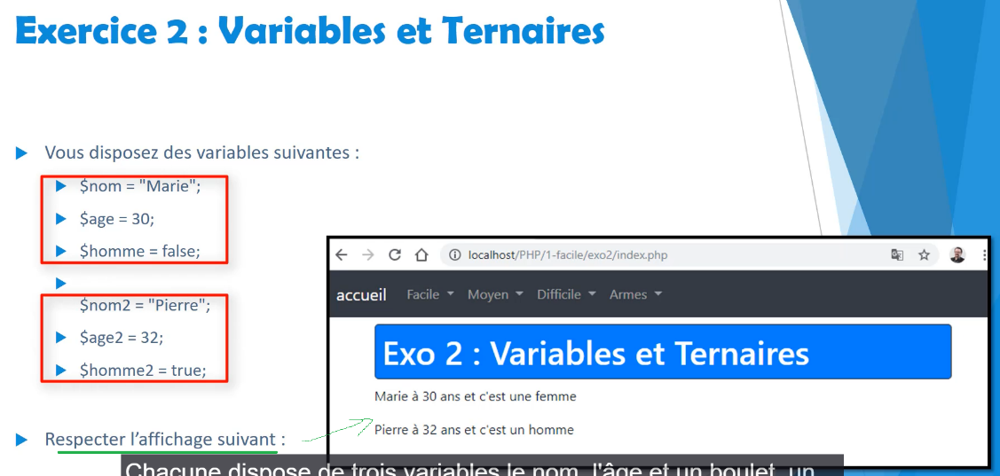 Exercice 2 : Variables et Ternaires
Vous disposez des variables suivantes :
$nom = "Marie";
$age = 30;
$homme = false;
$nom2 = "Pierre";
$age2 = 32;
$homme2 = true;
Respecter l'affichage suivant :
localhost/PHP/1-facile/exo2/index.php
accueil Facile Moyen Difficile Armes
Exo 2 : Variables et Ternaires
Marie à 30 ans et c'est une femme
Pierre à 32 ans et c'est un homme
Chacune dispose de trois variables le nom, l'âge et un boulet, un